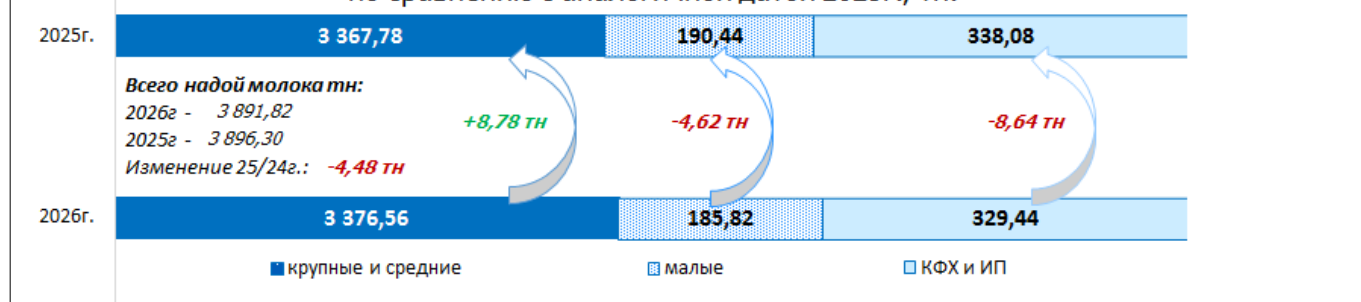 2025г. 3 367,78 190,44 338,08
Всего надой молока тн:
2026г - 3 891,82
2025г - 3 896,30
Изменение 25/24г.: -4,48 тн
+8,78 тн -4,62 тн -8,64 тн
2026г. 3 376,56 185,82 329,44
крупные и средние малые КФХ и ИП